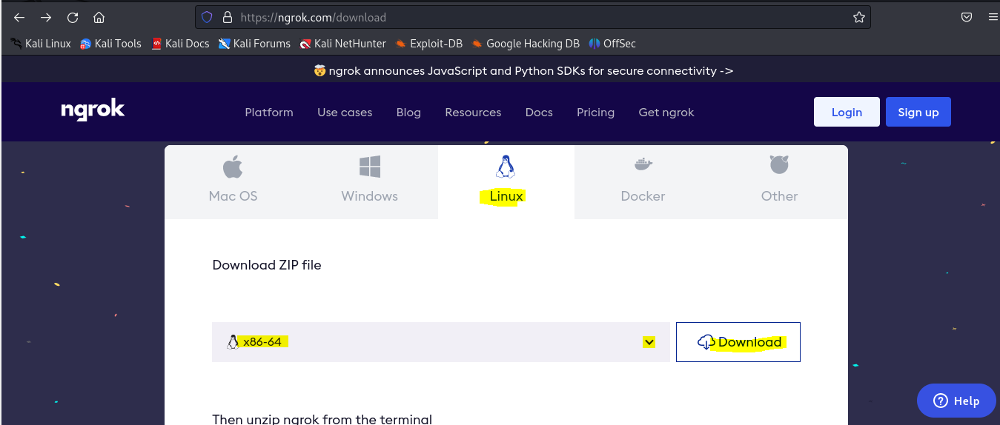 https://ngrok.com/download
Kali Linux Kali Tools Kali Docs Kali Forums Kali NetHunter Exploit-DB Google Hacking DB OffSec
🤯 ngrok announces JavaScript and Python SDKs for secure connectivity ->
ngrok Platform Use cases Blog Resources Docs Pricing Get ngrok Login Sign up
Mac OS Windows Linux Docker Other
Download ZIP file
x86-64 Download
Help
Then unzip ngrok from the terminal